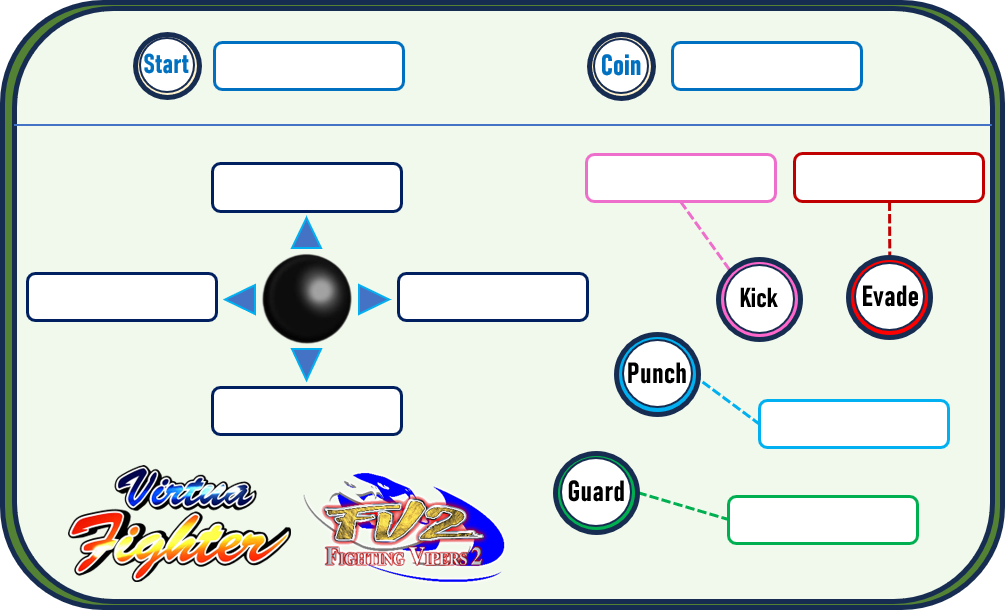 Start
Coin
Kick
Evade
Punch
Guard
Virtua
Fighter
FV2
FIGHTING VIPERS 2